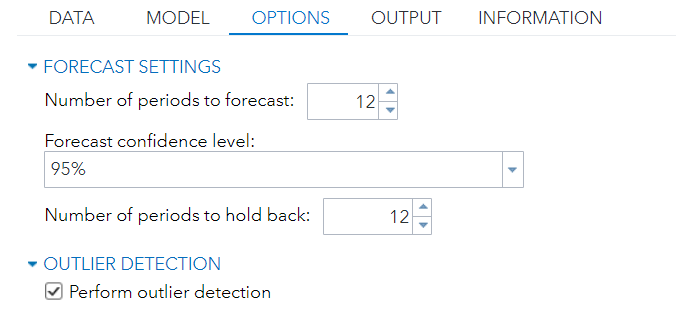 DATA MODEL OPTIONS OUTPUT INFORMATION
FORECAST SETTINGS
Number of periods to forecast: 12
Forecast confidence level:
95%
Number of periods to hold back: 12
OUTLIER DETECTION
Perform outlier detection